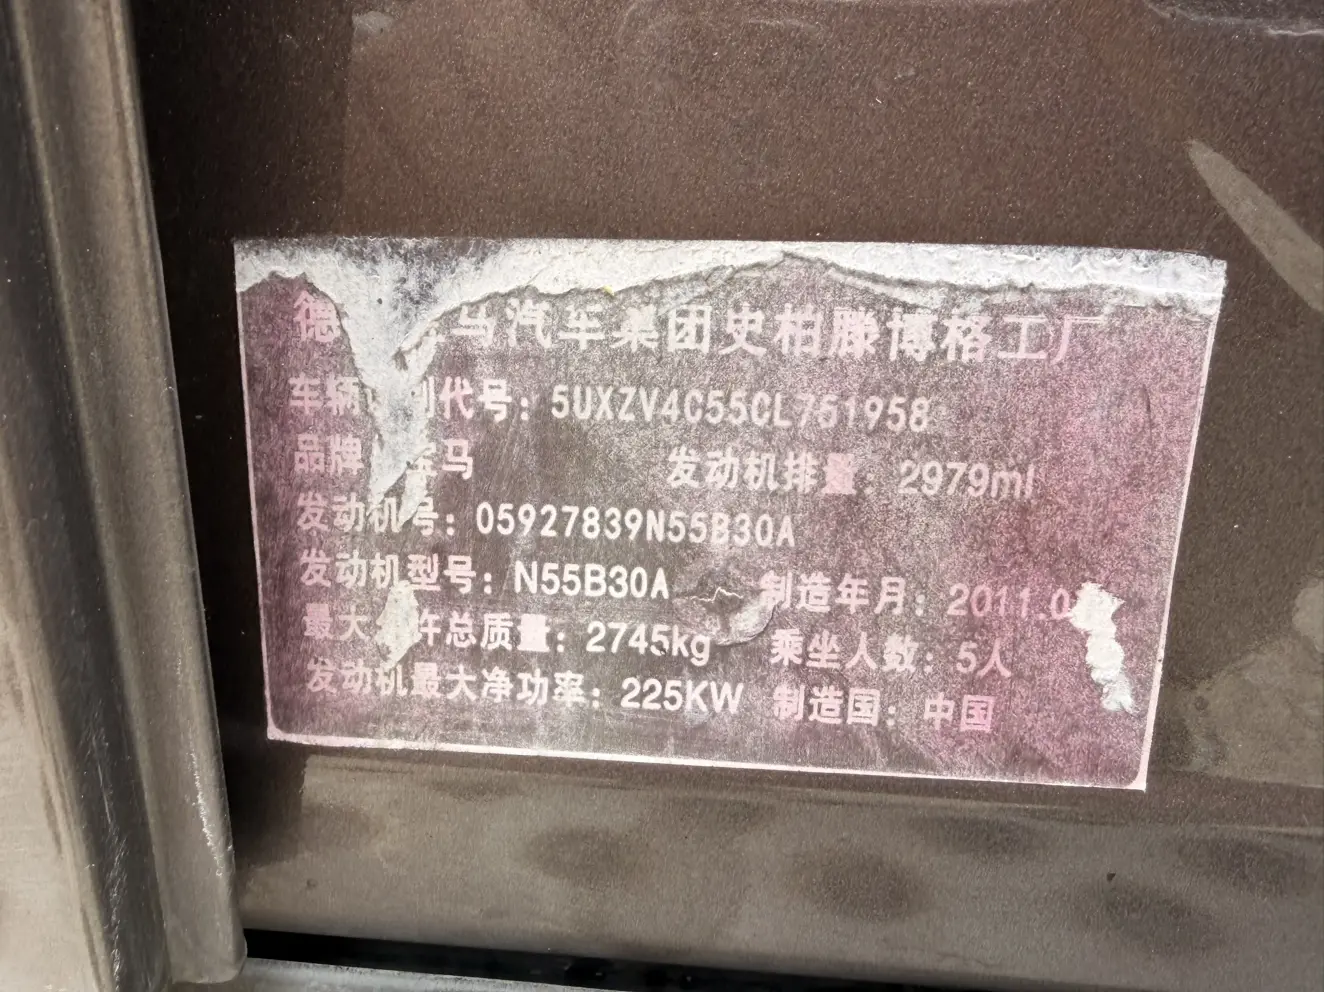 德 马汽车集团史柏滕博格工厂
车辆 别代号：5UXZV4C55CL751958
品牌 宝马 发动机排量：2979ml
发动机号：05927839N55B30A
发动机型号：N55B30A 制造年月：2011.0
最大 许总质量：2745kg 乘坐人数：5人
发动机最大净功率：225KW 制造国：中国